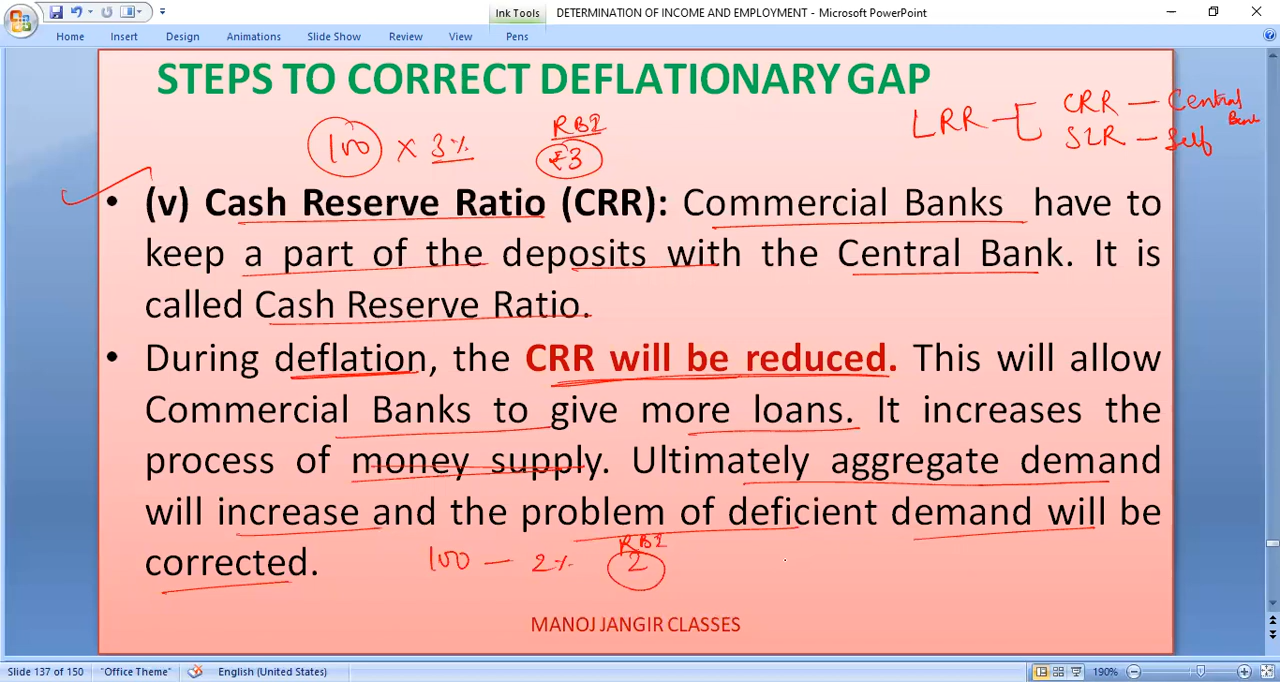 Ink Tools
DETERMINATION OF INCOME AND EMPLOYMENT - Microsoft PowerPoint
Home Insert Design Animations Slide Show Review View Pens
STEPS TO CORRECT DEFLATIONARY GAP
LRR - CRR - Central Bank
SLR - Self
100 × 3% RBI ₹3
• (v) Cash Reserve Ratio (CRR): Commercial Banks have to
keep a part of the deposits with the Central Bank. It is
called Cash Reserve Ratio.
• During deflation, the CRR will be reduced. This will allow
Commercial Banks to give more loans. It increases the
process of money supply. Ultimately aggregate demand
will increase and the problem of deficient demand will be
corrected.
100 - 2% RBI 2
MANOJ JANGIR CLASSES
Slide 137 of 150 "Office Theme" English (United States) 190%